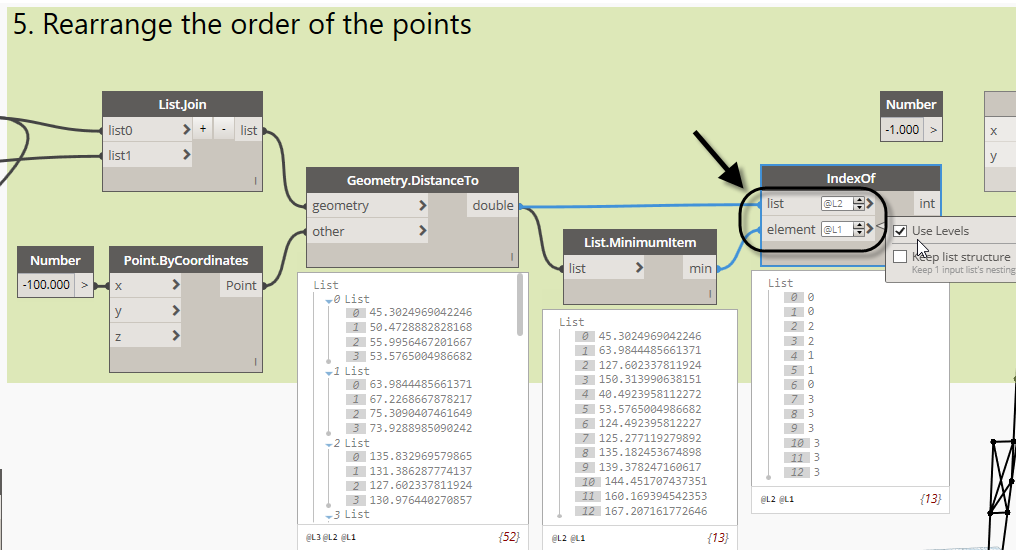 5. Rearrange the order of the points
List.Join
list0 > + - list
list1 >
l
Number
-100.000 >
Point.ByCoordinates
x > Point
y >
z >
l
Geometry.DistanceTo
geometry > double
other >
l
List
0 List
0 45.3024969042246
1 50.4728882828168
2 55.9956467201667
3 53.5765004986682
1 List
0 63.9844485661371
1 67.2268667878217
2 75.3090407461649
3 73.9288985090242
2 List
0 135.832969579865
1 131.386287774137
2 127.602337811924
3 130.976440270857
3 List
@L3 @L2 @L1 {52}
List.MinimumItem
list > min
l
List
0 45.3024969042246
1 63.9844485661371
2 127.602337811924
3 150.313990638151
4 40.4923958112272
5 53.5765004986682
6 124.492395812227
7 125.277119279892
8 135.182453674898
9 139.378247160617
10 144.451707437351
11 160.169394542353
12 167.207161772646
@L2 @L1 {13}
Number
-1.000 >
x
y
IndexOf
list @L2 > int
element @L1 >
Use Levels
Keep list structure
Keep 1 input list's nesting
List
0 0
1 0
2 2
3 2
4 1
5 1
6 0
7 3
8 3
9 3
10 3
11 3
12 3
@L2 @L1 {13}